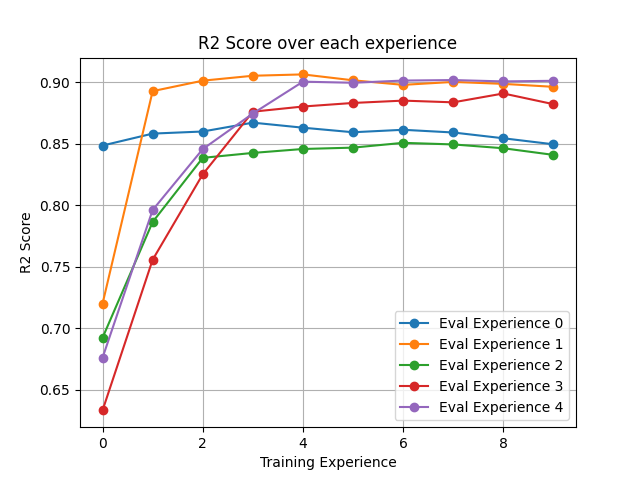 R2 Score over each experience
0.90
0.85
0.80
0.75
0.70
0.65
R2 Score
0
2
4
6
8
Training Experience
Eval Experience 0
Eval Experience 1
Eval Experience 2
Eval Experience 3
Eval Experience 4